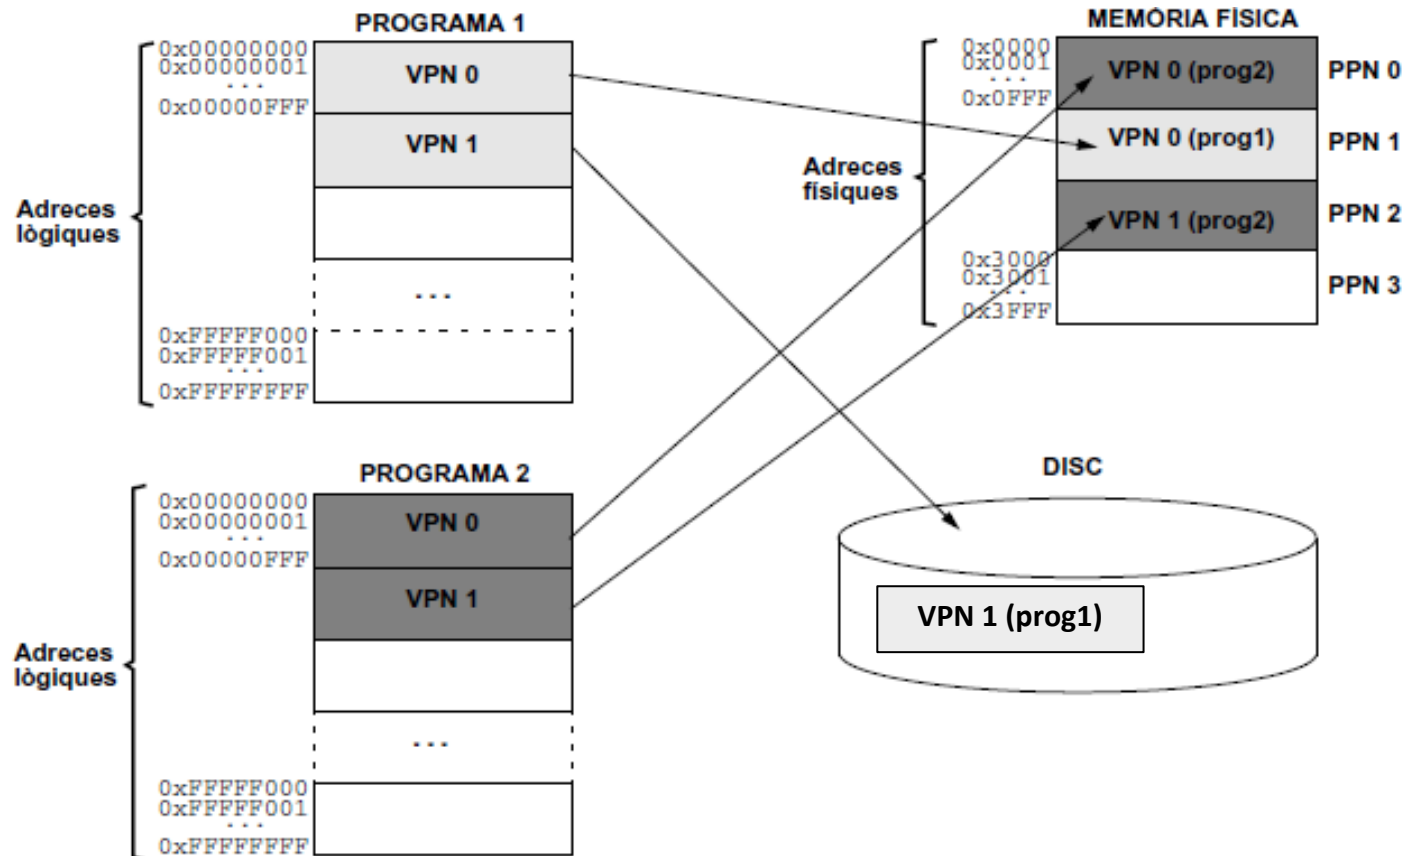 PROGRAMA 1
0x00000000
0x00000001
...
0x00000FFF
VPN 0
VPN 1
Adreces
lògiques
...
0xFFFFF000
0xFFFFF001
...
0xFFFFFFFF
PROGRAMA 2
0x00000000
0x00000001
...
0x00000FFF
VPN 0
VPN 1
Adreces
lògiques
...
0xFFFFF000
0xFFFFF001
...
0xFFFFFFFF
MEMÒRIA FÍSICA
0x0000
0x0001
...
0x0FFF
Adreces
físiques
0x3000
0x3001
...
0x3FFF
VPN 0 (prog2)
PPN 0
VPN 0 (prog1)
PPN 1
VPN 1 (prog2)
PPN 2
PPN 3
DISC
VPN 1 (prog1)